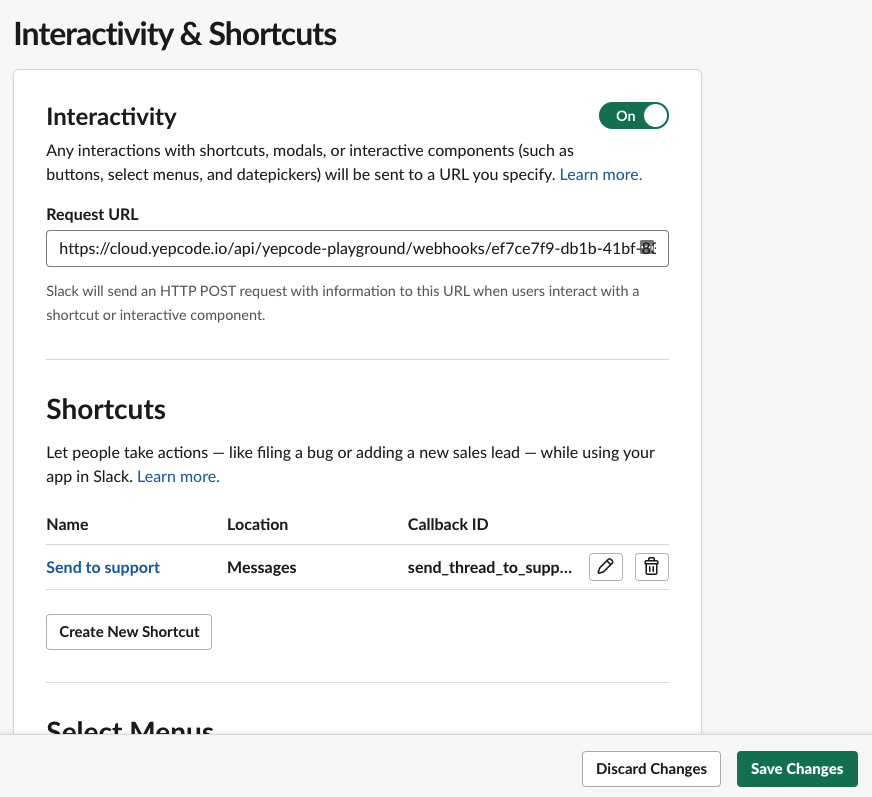 Interactivity & Shortcuts
Interactivity
On
Any interactions with shortcuts, modals, or interactive components (such as
buttons, select menus, and datepickers) will be sent to a URL you specify. Learn more.
Request URL
https://cloud.yepcode.io/api/yepcode-playground/webhooks/ef7ce7f9-db1b-41bf-
Slack will send an HTTP POST request with information to this URL when users interact with a
shortcut or interactive component.
Shortcuts
Let people take actions — like filing a bug or adding a new sales lead — while using your
app in Slack. Learn more.
Name Location Callback ID
Send to support Messages send_thread_to_supp...
Create New Shortcut
Select Menus
Discard Changes Save Changes